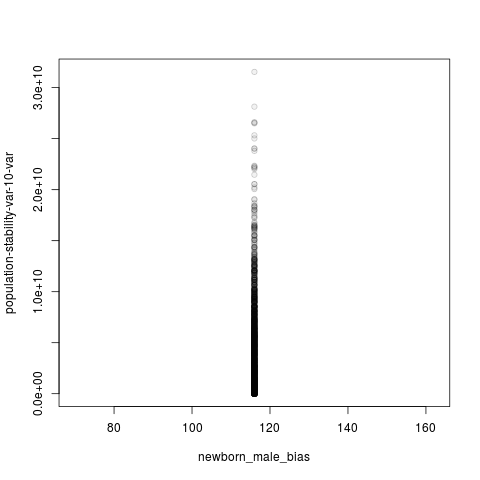 population-stability-var-10-var
3.0e+10
2.0e+10
1.0e+10
0.0e+00
80
100
120
140
160
newborn_male_bias